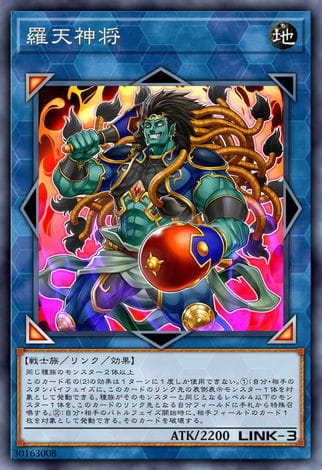 羅天神将
地
【戦士族／リンク／効果】
同じ種族のモンスター２体以上
このカード名の(2)の効果は１ターンに１度しか使用できない。①:自分・相手の
スタンバイフェイズに、このカードのリンク先の表側表示モンスター１体を対
象として発動できる。種族がそのモンスターと同じとなるレベル４以下のモン
スター１体を、このカードのリンク先となる自分フィールドに手札から特殊召
喚する。②:自分・相手のバトルフェイズ開始時に、相手フィールドのカード１
枚を対象として発動できる。そのカードを破壊する。
ATK/2200 LINK-3
30163008